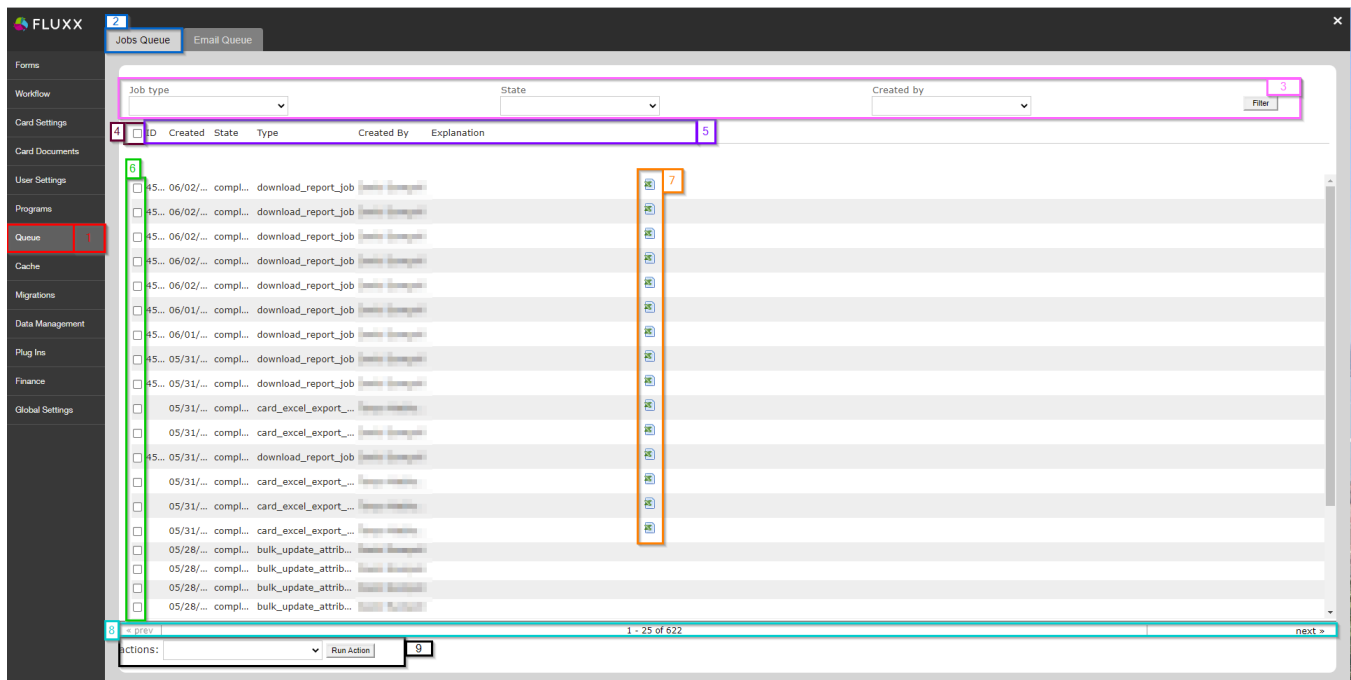 FLUXX
2
×
Jobs Queue
Email Queue
Forms
Workflow
Card Settings
Card Documents
User Settings
Programs
Queue 1
Cache
Migrations
Data Management
Plug Ins
Finance
Global Settings
Job type State Created by 3
Filter
4 ID Created State Type Created By Explanation 5
6 7
45... 06/02/... compl... download_report_job
45... 06/02/... compl... download_report_job
45... 06/02/... compl... download_report_job
45... 06/02/... compl... download_report_job
45... 06/02/... compl... download_report_job
45... 06/01/... compl... download_report_job
45... 06/01/... compl... download_report_job
45... 05/31/... compl... download_report_job
45... 05/31/... compl... download_report_job
05/31/... compl... card_excel_export_...
05/31/... compl... card_excel_export_...
45... 05/31/... compl... download_report_job
05/31/... compl... card_excel_export_...
05/31/... compl... card_excel_export_...
05/31/... compl... card_excel_export_...
05/28/... compl... bulk_update_attrib...
05/28/... compl... bulk_update_attrib...
05/28/... compl... bulk_update_attrib...
05/28/... compl... bulk_update_attrib...
8 « prev 1 - 25 of 622 next »
actions: Run Action 9